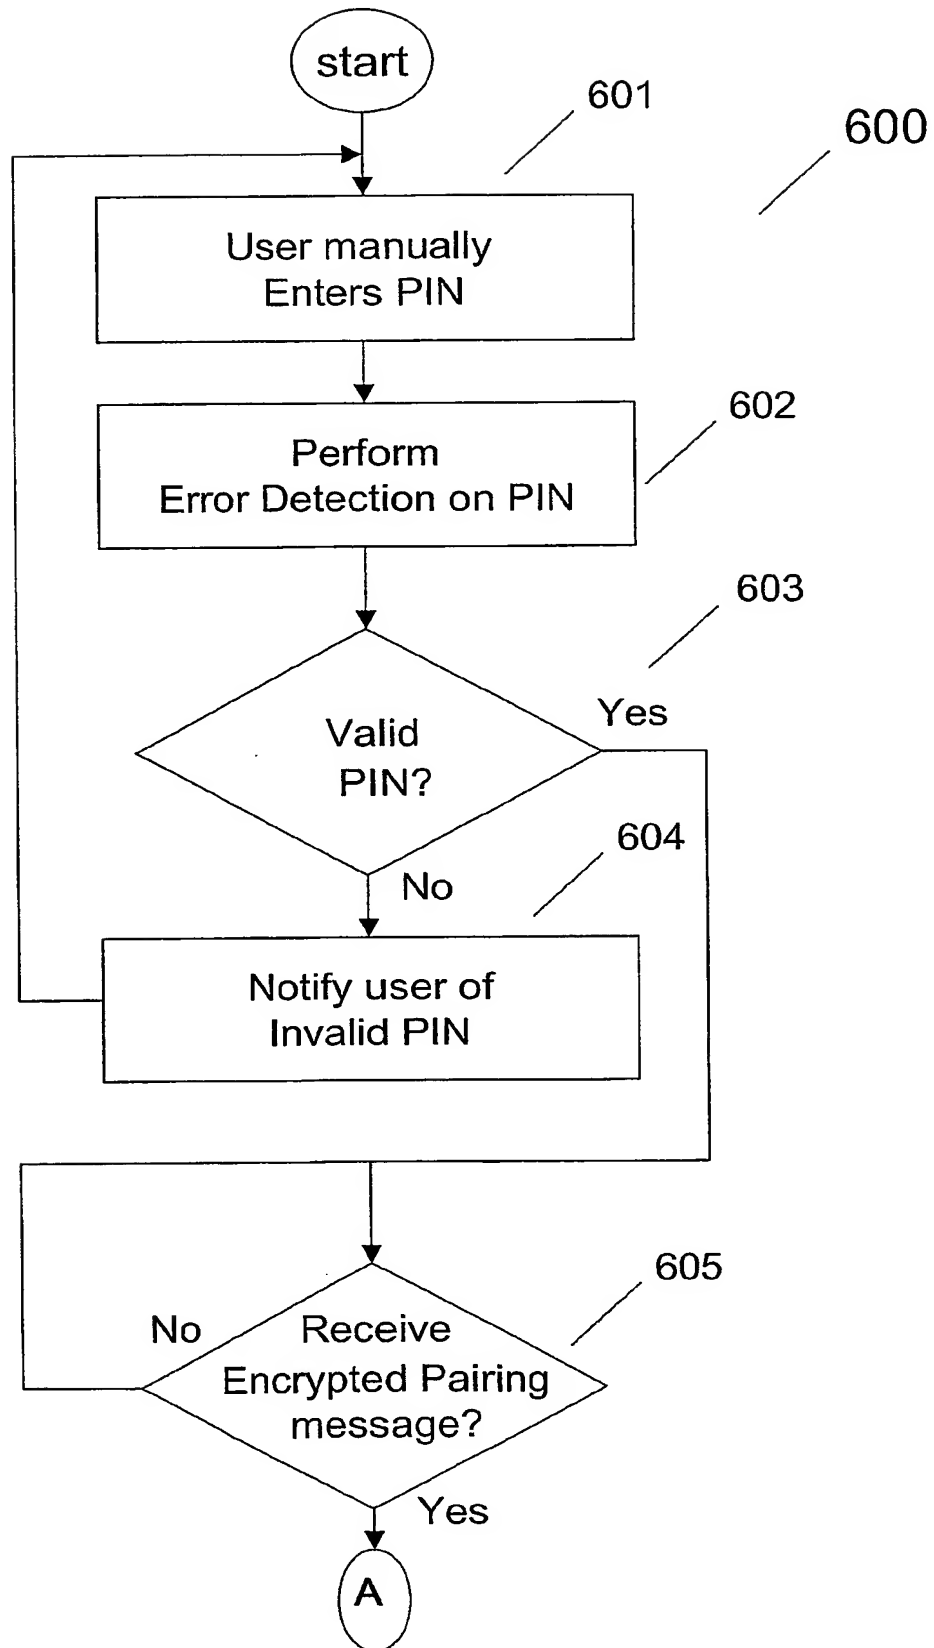 start
601
600
User manually
Enters PIN
602
Perform
Error Detection on PIN
603
Yes
Valid
PIN?
604
No
Notify user of
Invalid PIN
605
No
Receive
Encrypted Pairing
message?
Yes
A